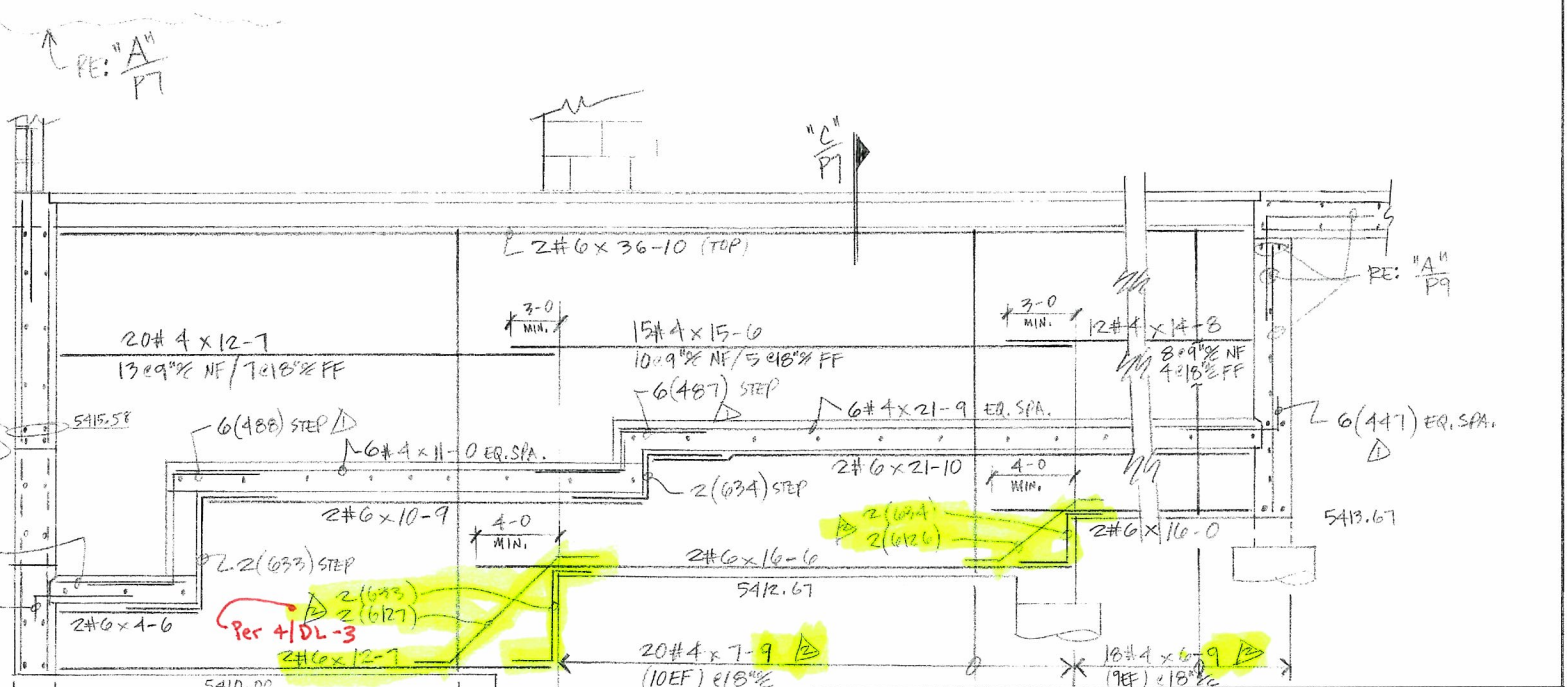 RE: "A"
P7
"C"
P7
2#6 x 36-10 (TOP)
RE: "A"
P9
3-0
MIN.
3-0
MIN.
20#4 x 12-7
13@9"% NF/7@18"% FF
15#4 x 15-6
10@9"% NF/5@18"% FF
12#4 x 14-8
8@9"% NF
4@18"% FF
5415.58
6(488) STEP 1
6(487) STEP
1
6#4 x 11-0 EQ.SPA.
6#4 x 21-9 EQ. SPA.
6(447) EQ.SPA.
1
2#6 x 10-9
2(634) STEP
2#6 x 21-10
4-0
MIN.
4-0
MIN.
2 2(634)
2(6126)
2#6 x 16-0
5413.67
2(633) STEP
2#6 x 16-6
5412.67
2 2(633)
2(6127)
Per 4/DL-3
2#6 x 4-6
2#6 x 12-7
20#4 x 7-9 2
(10EF) @18"%
18#4 x 6-9 2
(9EF) @18"%